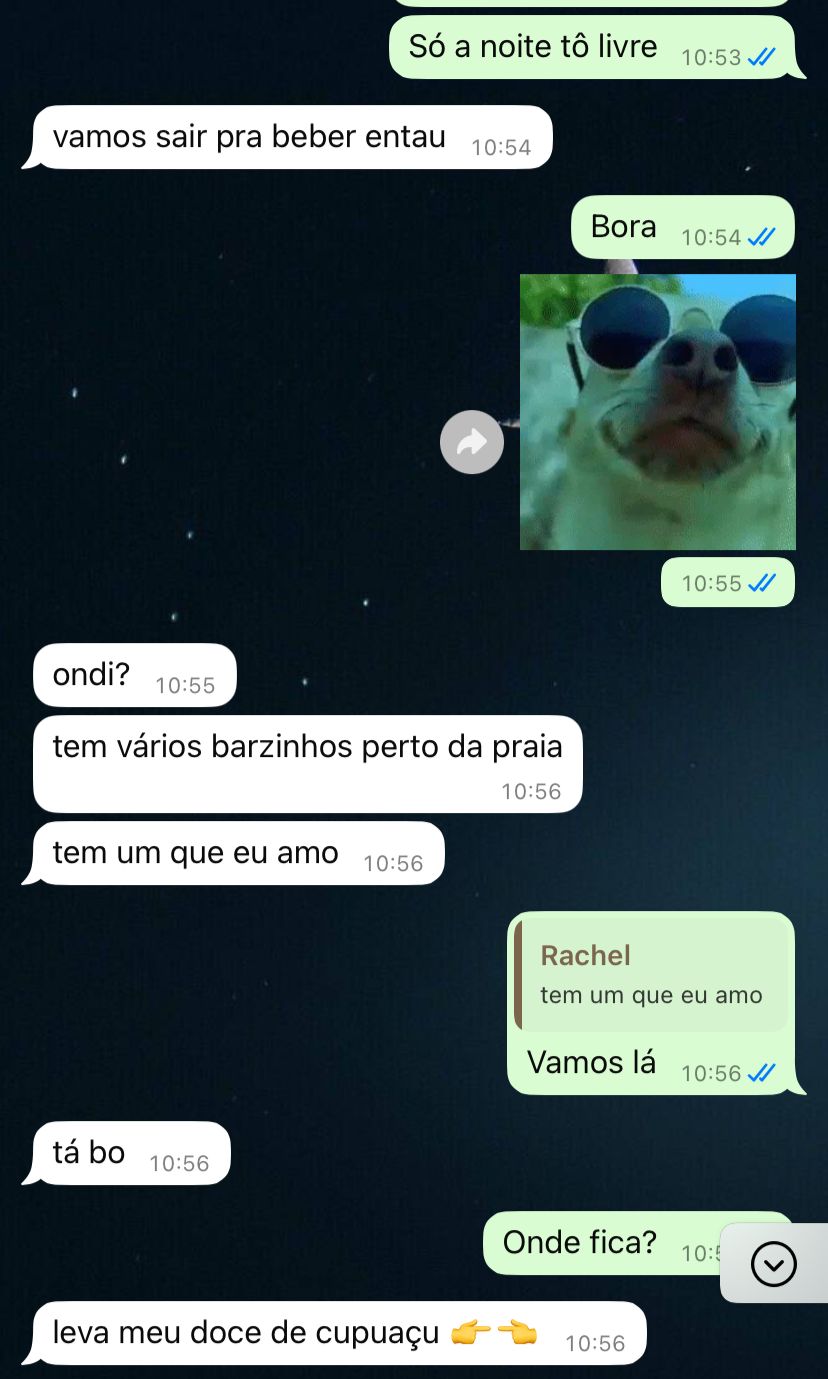 Só a noite tô livre 10:53
vamos sair pra beber entau 10:54
Bora 10:54
10:55
ondi? 10:55
tem vários barzinhos perto da praia
10:56
tem um que eu amo 10:56
Rachel
tem um que eu amo
Vamos lá 10:56
tá bo 10:56
Onde fica?
leva meu doce de cupuaçu 👉👈 10:56